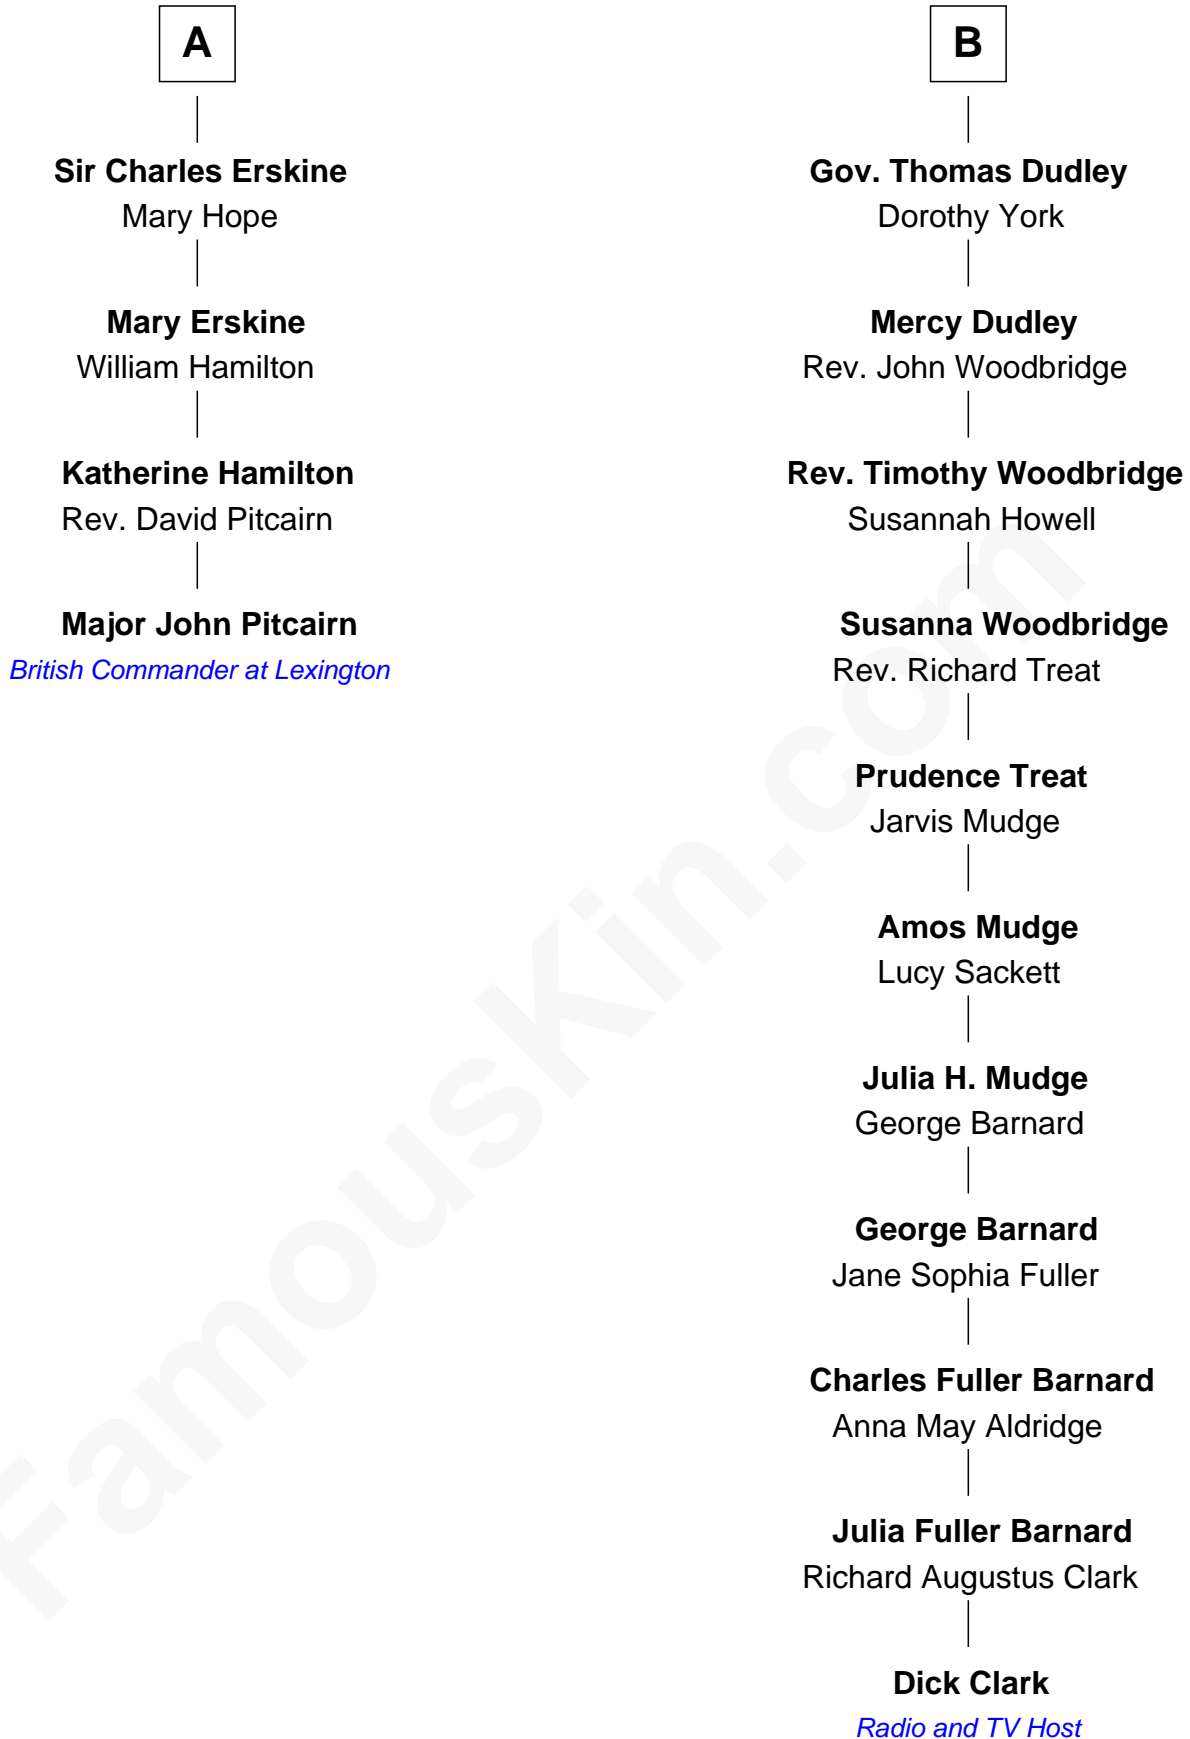 A
Sir Charles Erskine
Mary Hope
Mary Erskine
William Hamilton
Katherine Hamilton
Rev. David Pitcairn
Major John Pitcairn
British Commander at Lexington
B
Gov. Thomas Dudley
Dorothy York
Mercy Dudley
Rev. John Woodbridge
Rev. Timothy Woodbridge
Susannah Howell
Susanna Woodbridge
Rev. Richard Treat
Prudence Treat
Jarvis Mudge
Amos Mudge
Lucy Sackett
Julia H. Mudge
George Barnard
George Barnard
Jane Sophia Fuller
Charles Fuller Barnard
Anna May Aldridge
Julia Fuller Barnard
Richard Augustus Clark
Dick Clark
Radio and TV Host
FamousKin.com